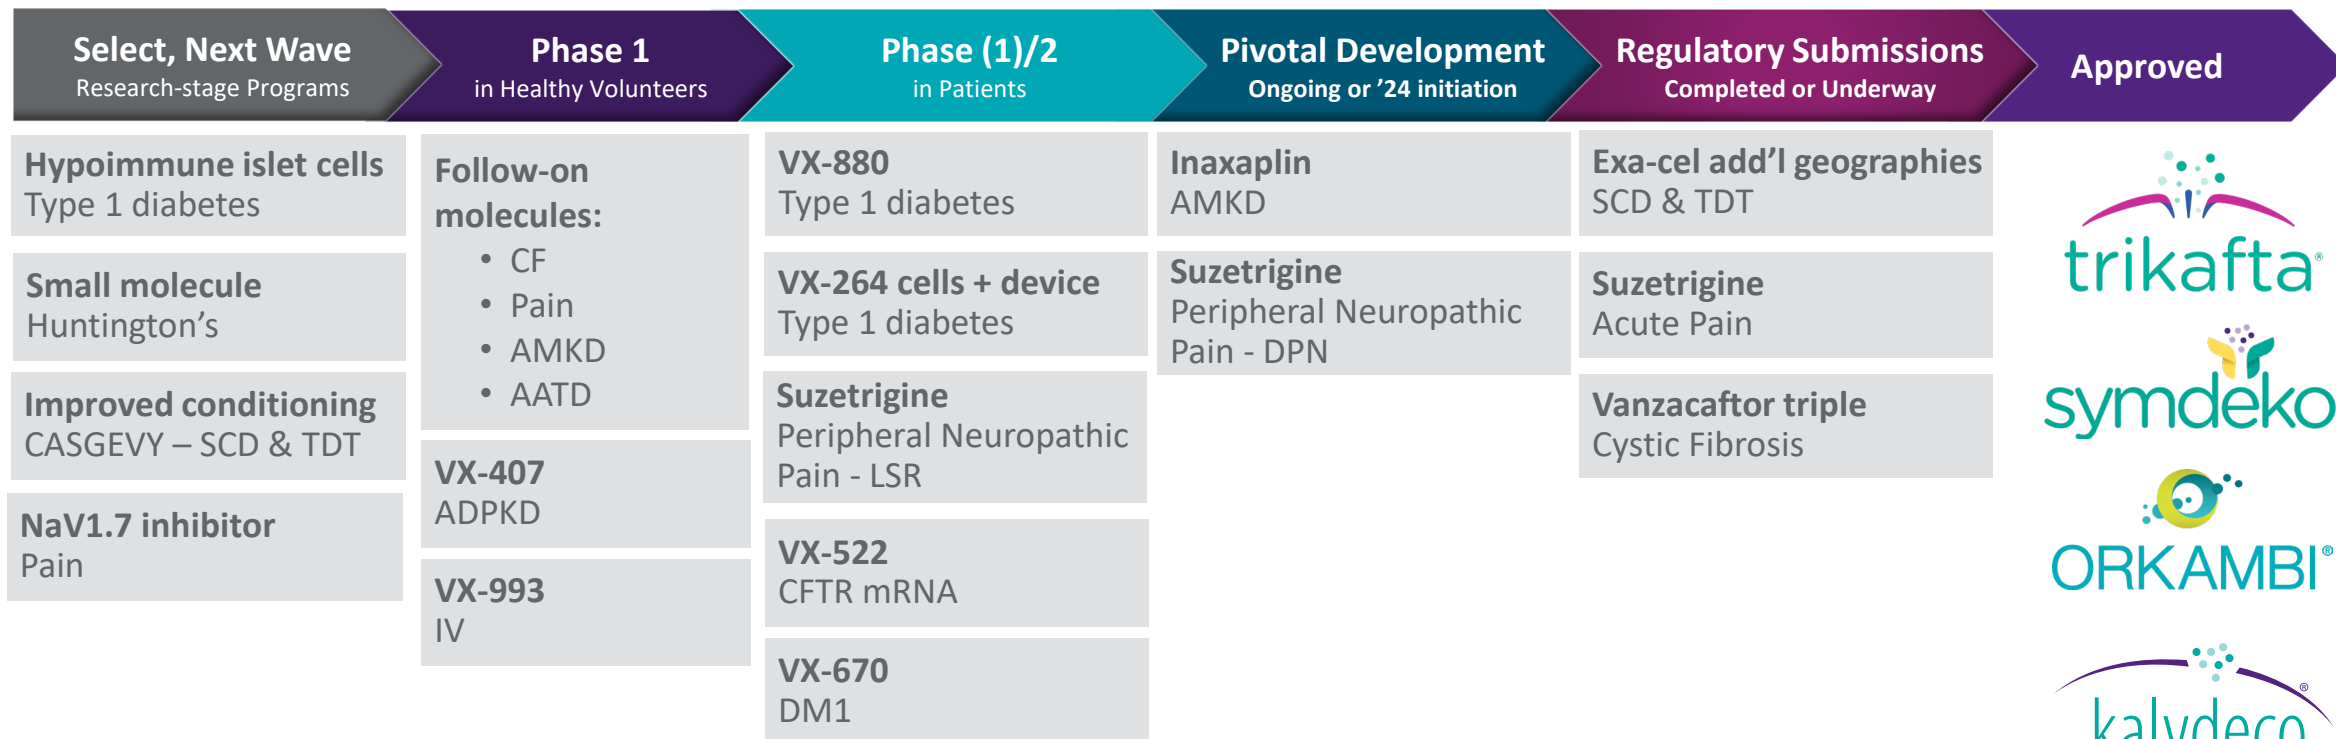 Select, Next Wave
Research-stage Programs
Phase 1
in Healthy Volunteers
Phase (1)/2
in Patients
Pivotal Development
Ongoing or ’24 initiation
Regulatory Submissions
Completed or Underway
Approved
Hypoimmune islet cells
Type 1 diabetes
Small molecule
Huntington’s
Improved conditioning
CASGEVY – SCD & TDT
NaV1.7 inhibitor
Pain
Follow-on
molecules:
• CF
• Pain
• AMKD
• AATD
VX-407
ADPKD
VX-993
IV
VX-880
Type 1 diabetes
VX-264 cells + device
Type 1 diabetes
Suzetrigine
Peripheral Neuropathic
Pain - LSR
VX-522
CFTR mRNA
VX-670
DM1
Inaxaplin
AMKD
Suzetrigine
Peripheral Neuropathic
Pain - DPN
Exa-cel add’l geographies
SCD & TDT
Suzetrigine
Acute Pain
Vanzacaftor triple
Cystic Fibrosis
trikafta®
symdeko
ORKAMBI®
kalydeco®